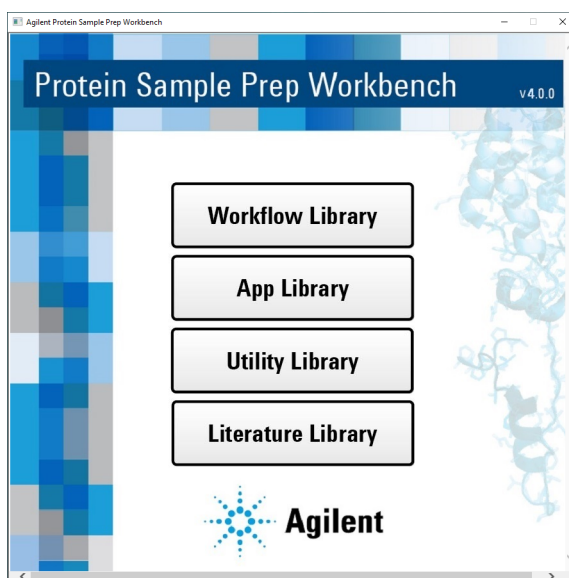 Agilent Protein Sample Prep Workbench
Protein Sample Prep Workbench v4.0.0
Workflow Library
App Library
Utility Library
Literature Library
Agilent